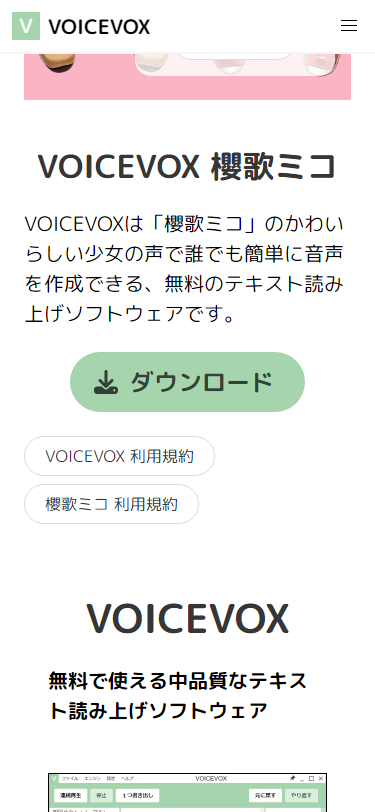 VOICEVOX
VOICEVOX 櫻歌ミコ
VOICEVOXは「櫻歌ミコ」のかわい
らしい少女の声で誰でも簡単に音声
を作成できる、無料のテキスト読み
上げソフトウェアです。
ダウンロード
VOICEVOX 利用規約
櫻歌ミコ 利用規約
VOICEVOX
無料で使える中品質なテキス
ト読み上げソフトウェア
ファイル エンジン 設定 ヘルプ VOICEVOX
連続再生 停止 1つ書き出し 元に戻す やり直す